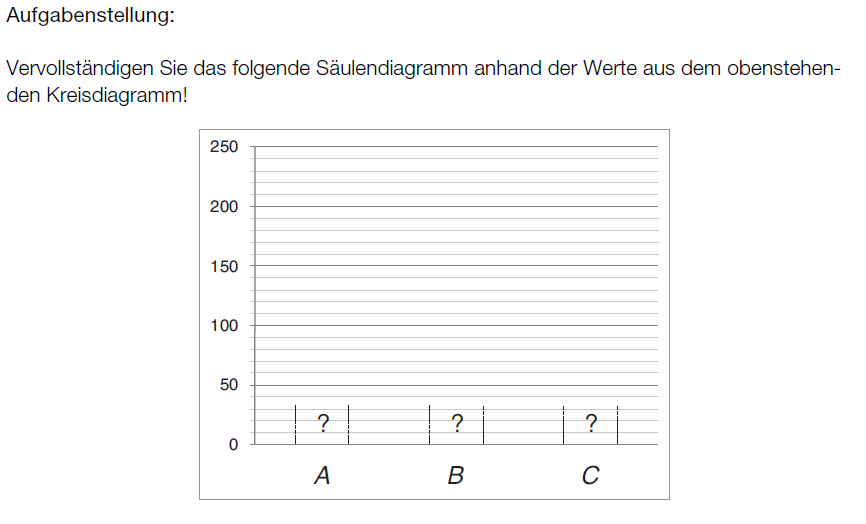 Aufgabenstellung:
Vervollständigen Sie das folgende Säulendiagramm anhand der Werte aus dem obenstehen-
den Kreisdiagramm!
250
200
150
100
50
0
? ? ?
A B C